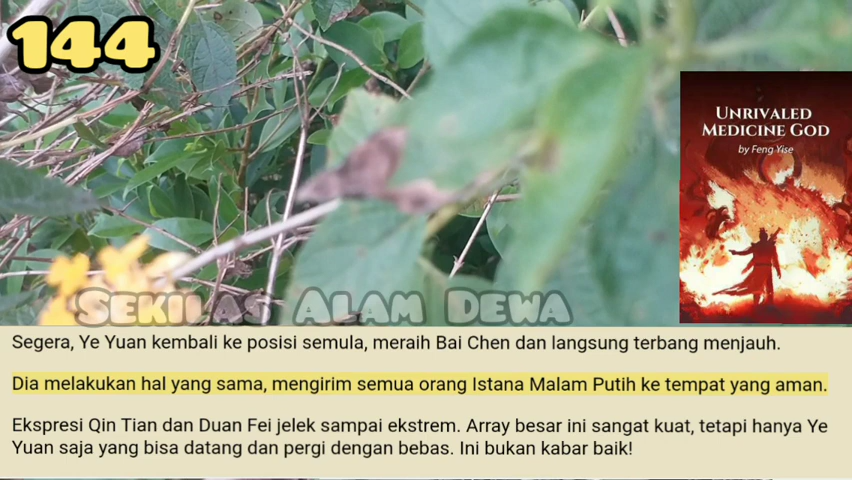 144
UNRIVALED
MEDICINE GOD
by Feng Yise
SEKILAS ALAM DEWA
Segera, Ye Yuan kembali ke posisi semula, meraih Bai Chen dan langsung terbang menjauh.
Dia melakukan hal yang sama, mengirim semua orang Istana Malam Putih ke tempat yang aman.
Ekspresi Qin Tian dan Duan Fei jelek sampai ekstrem. Array besar ini sangat kuat, tetapi hanya Ye
Yuan saja yang bisa datang dan pergi dengan bebas. Ini bukan kabar baik!